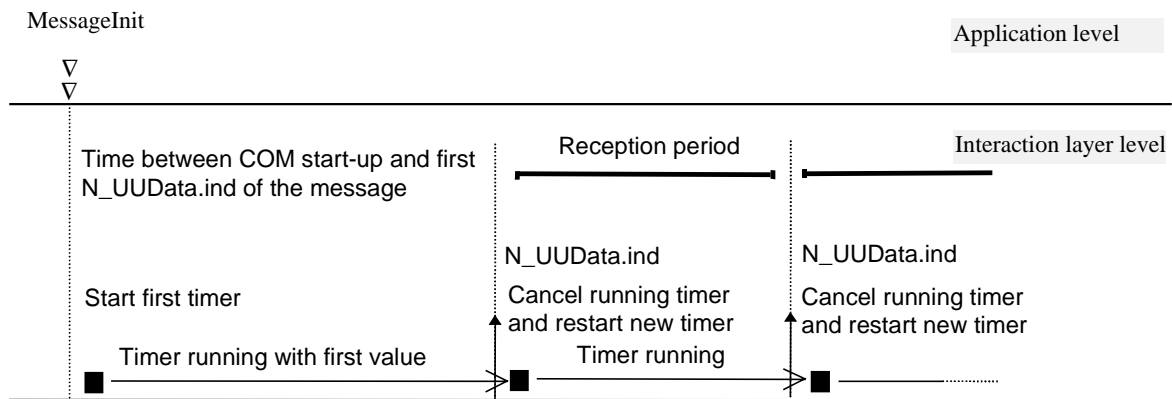 MessageInit
Application level
∇
∇
Time between COM start-up and first
N_UUData.ind of the message
Reception period
Interaction layer level
N_UUData.ind
N_UUData.ind
Start first timer
Cancel running timer
and restart new timer
Cancel running timer
and restart new timer
Timer running with first value
Timer running